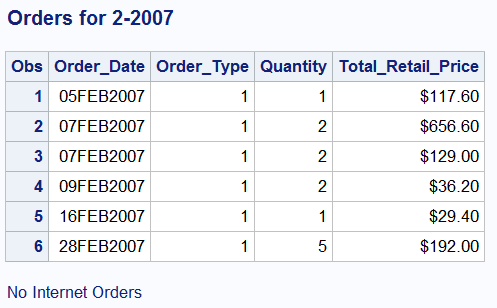 Orders for 2-2007
Obs Order_Date Order_Type Quantity Total_Retail_Price
1 05FEB2007 1 1 $117.60
2 07FEB2007 1 2 $656.60
3 07FEB2007 1 2 $129.00
4 09FEB2007 1 2 $36.20
5 16FEB2007 1 1 $29.40
6 28FEB2007 1 5 $192.00
No Internet Orders